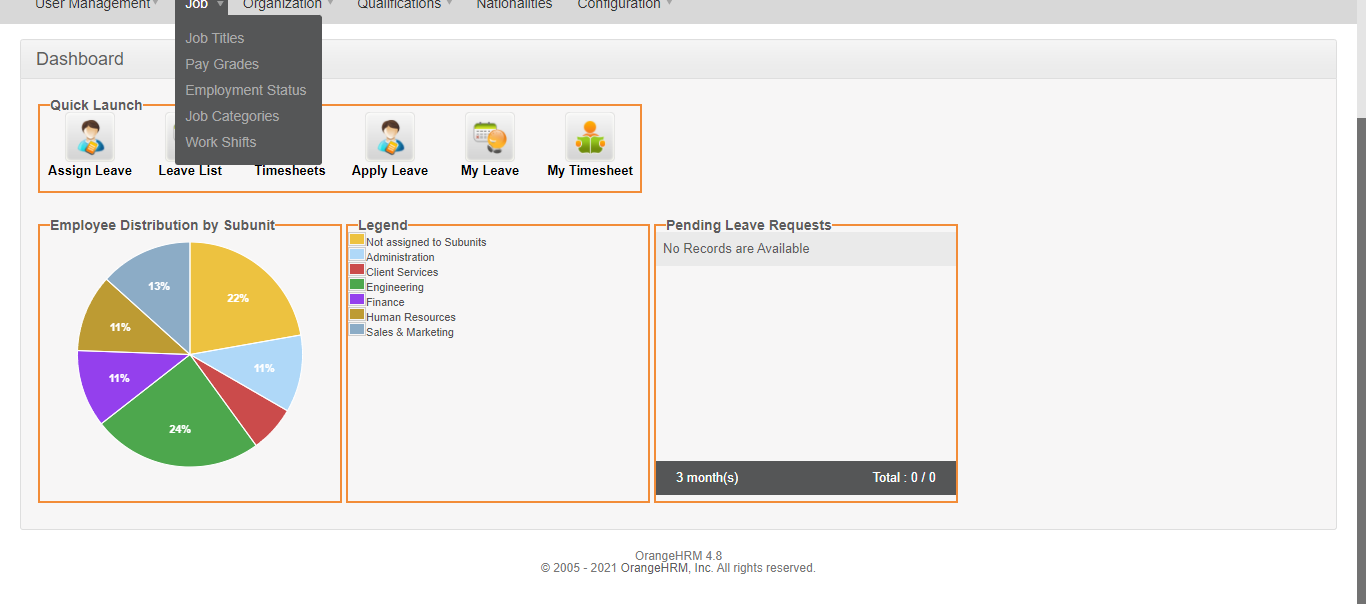 User Management Job Organization Qualifications Nationalities Configuration
Job Titles
Pay Grades
Employment Status
Job Categories
Work Shifts
Dashboard
Quick Launch
Assign Leave Leave List Timesheets Apply Leave My Leave My Timesheet
Employee Distribution by Subunit
22%
11%
24%
11%
11%
13%
Legend
Not assigned to Subunits
Administration
Client Services
Engineering
Finance
Human Resources
Sales & Marketing
Pending Leave Requests
No Records are Available
3 month(s) Total : 0 / 0
OrangeHRM 4.8
© 2005 - 2021 OrangeHRM, Inc. All rights reserved.